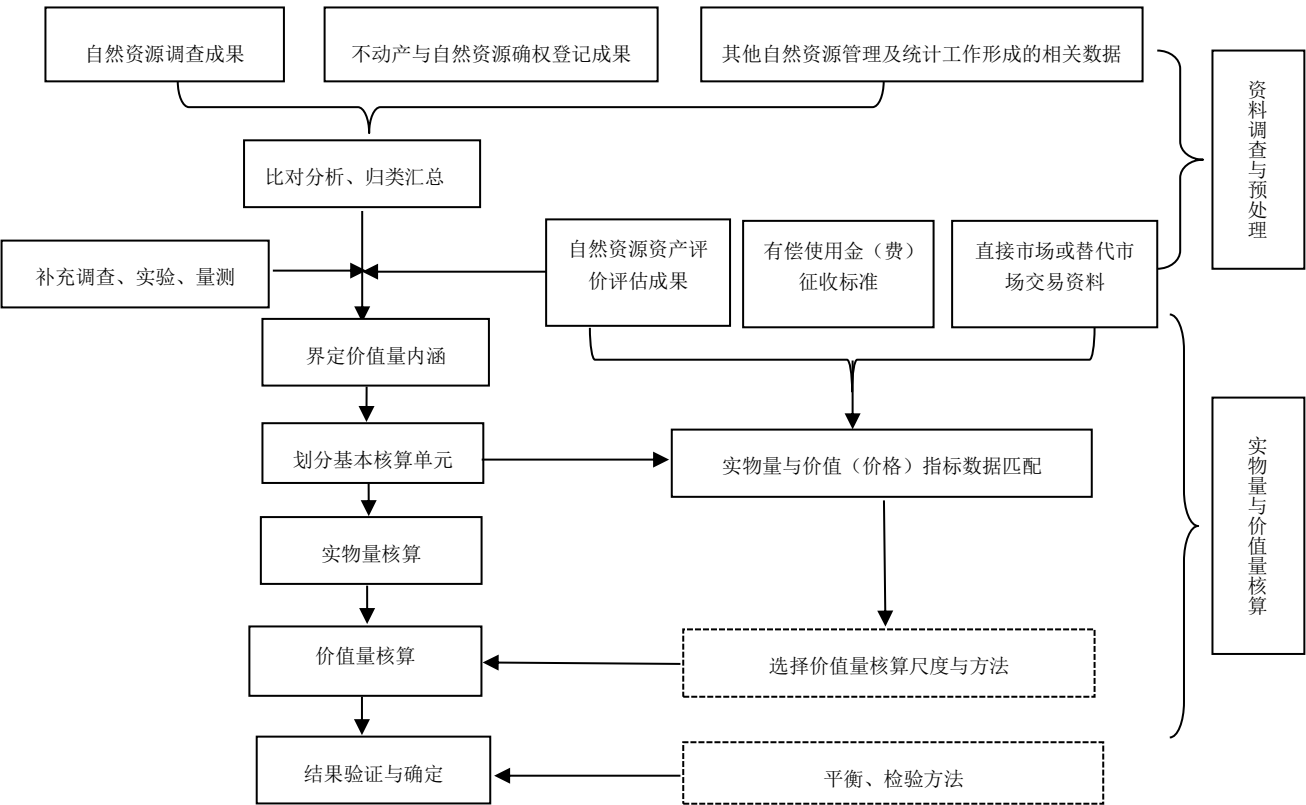 自然资源调查成果
不动产与自然资源确权登记成果
其他自然资源管理及统计工作形成的相关数据
资料调查与预处理
比对分析、归类汇总
补充调查、实验、量测
自然资源资产评
价评估成果
有偿使用金（费）
征收标准
直接市场或替代市
场交易资料
界定价值量内涵
划分基本核算单元
实物量与价值（价格）指标数据匹配
实物量与价值量核算
实物量核算
价值量核算
选择价值量核算尺度与方法
结果验证与确定
平衡、检验方法